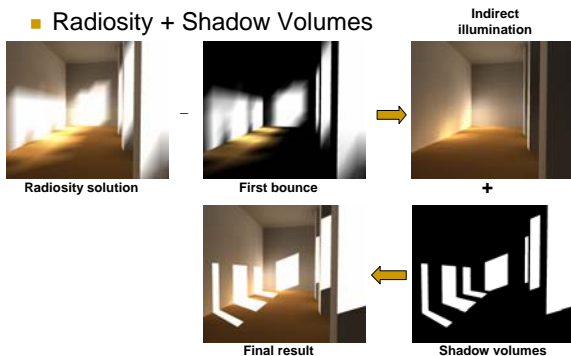 Radiosity + Shadow Volumes
Indirect
illumination
–
Radiosity solution
First bounce
+
Final result
Shadow volumes